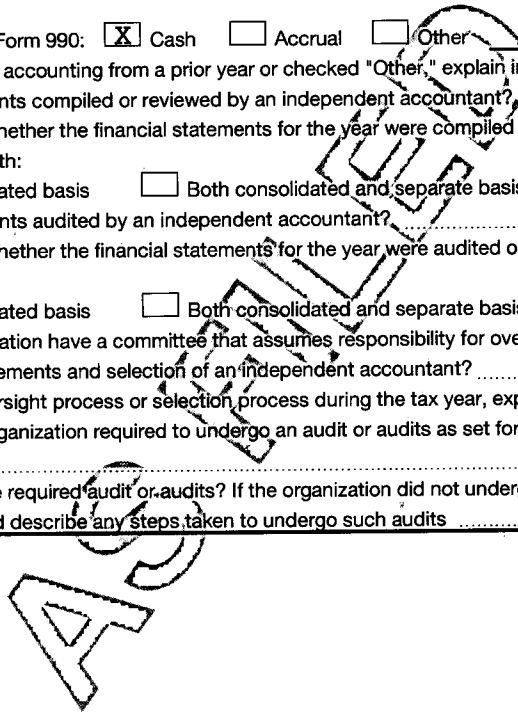 Form 990: X Cash Accrual Other
accounting from a prior year or checked "Other," explain i
nts compiled or reviewed by an independent accountant?
hether the financial statements for the year were compiled
th:
ated basis Both consolidated and separate basis
nts audited by an independent accountant?
hether the financial statements for the year were audited o
ated basis Both consolidated and separate basis
ation have a committee that assumes responsibility for ove
ements and selection of an independent accountant?
rsight process or selection process during the tax year, exp
ganization required to undergo an audit or audits as set for
e required audit or audits? If the organization did not under
d describe any steps taken to undergo such audits
AS FILED